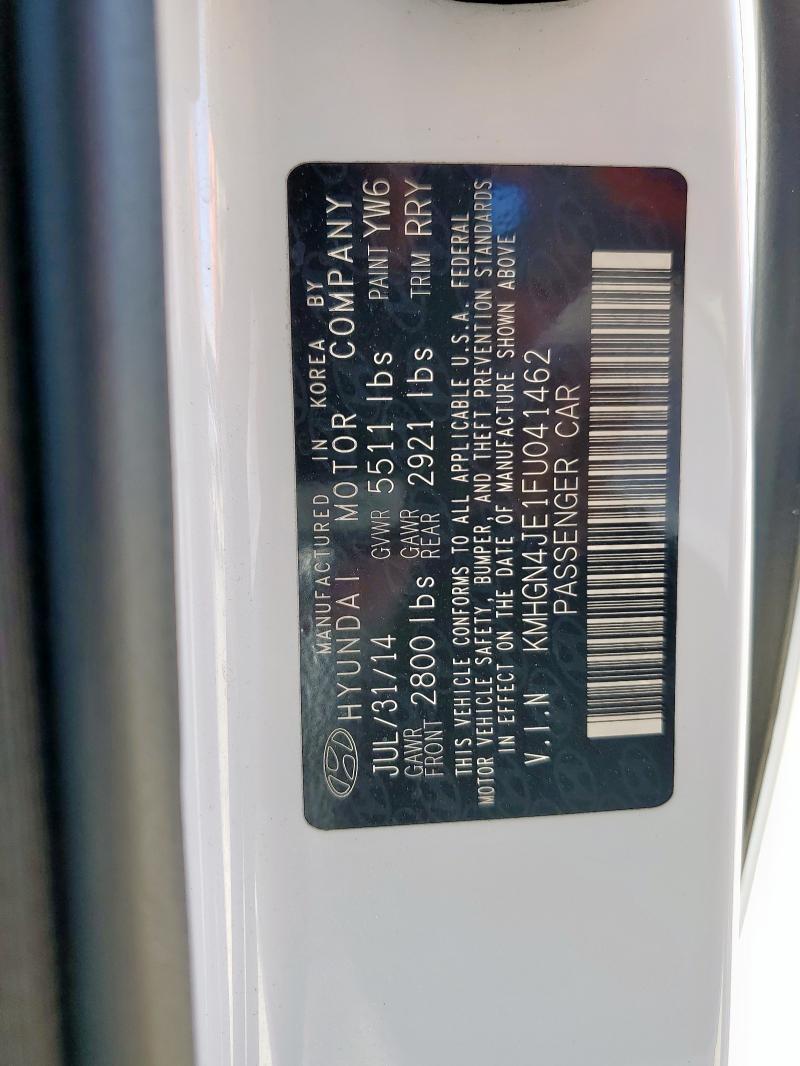 MANUFACTURED IN KOREA BY
HYUNDAI MOTOR COMPANY
JUL/31/14 GVWR 5511 lbs PAINT YW6
GAWR FRONT 2800 lbs GAWR REAR 2921 lbs TRIM RRY
THIS VEHICLE CONFORMS TO ALL APPLICABLE U.S.A. FEDERAL
MOTOR VEHICLE SAFETY, BUMPER, AND THEFT PREVENTION STANDARDS
IN EFFECT ON THE DATE OF MANUFACTURE SHOWN ABOVE
V.I.N KMHGN4JE1FU041462
PASSENGER CAR